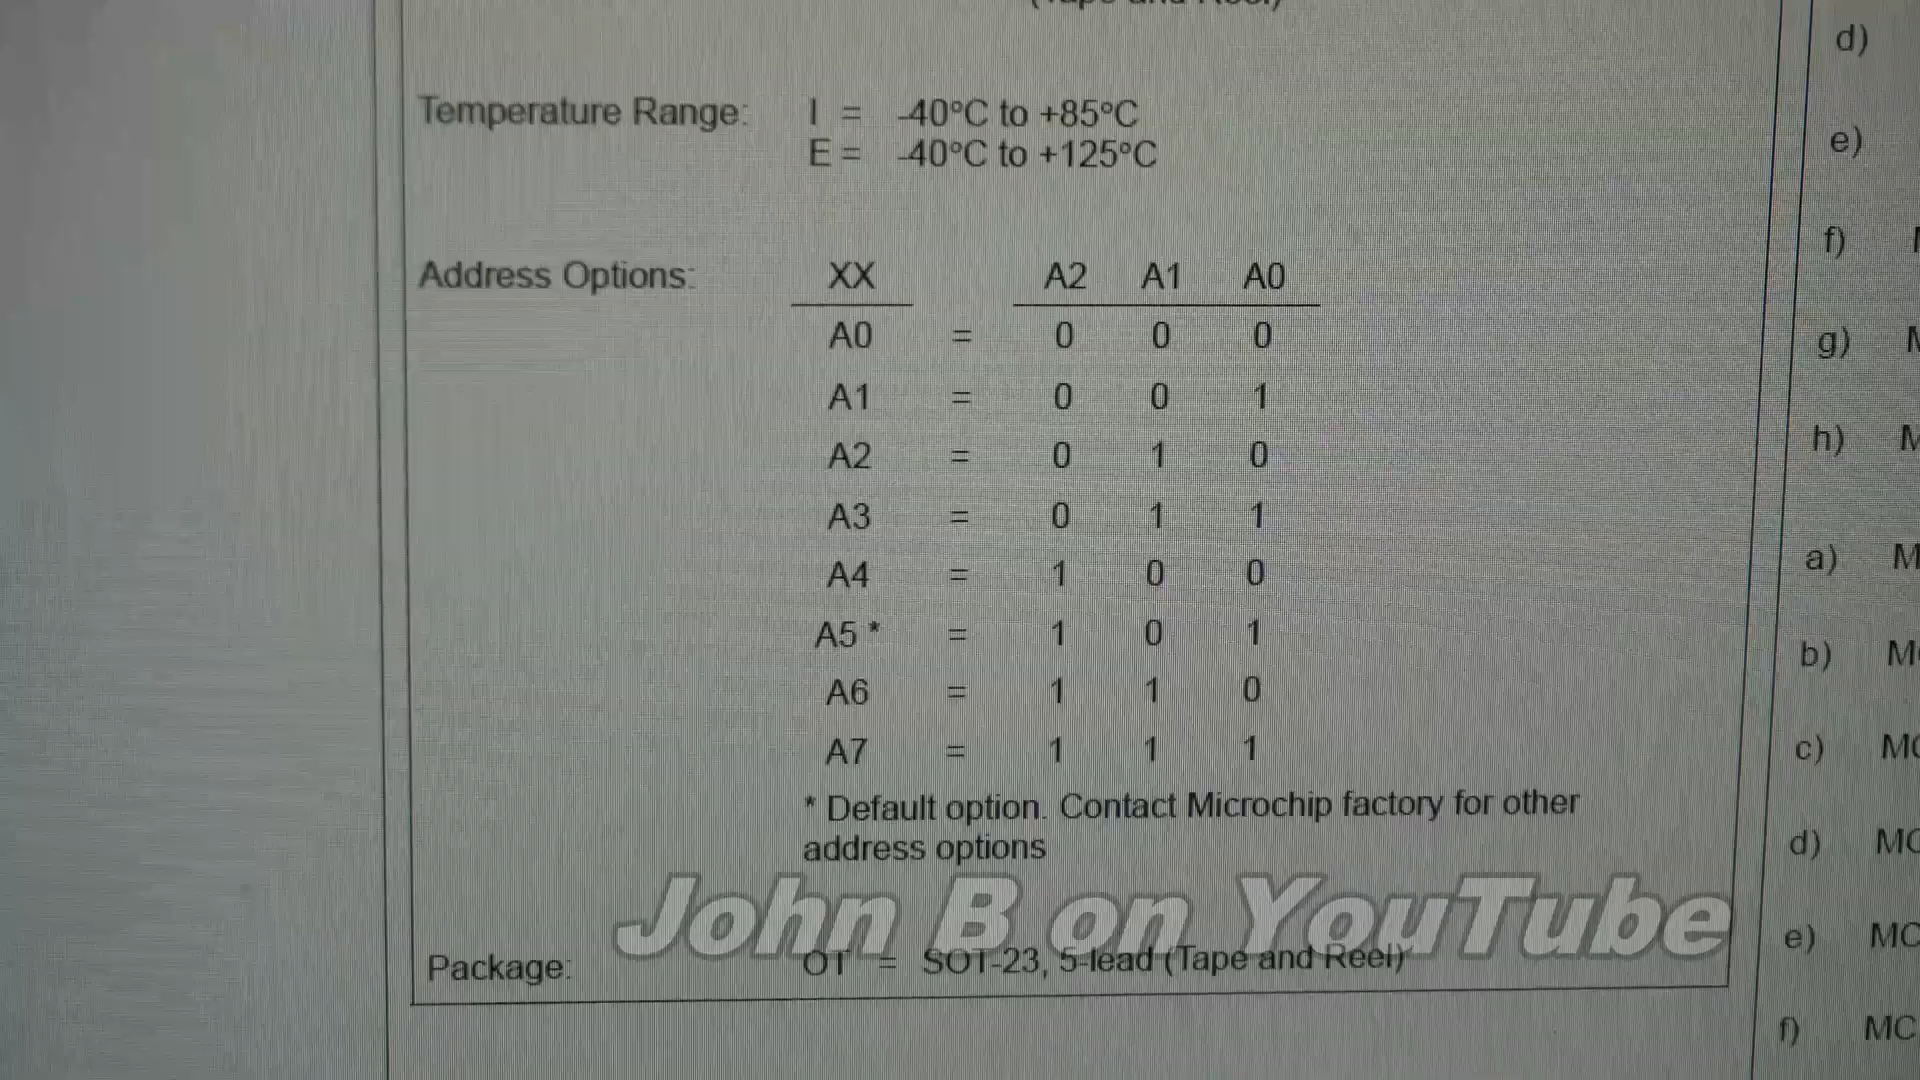 (Tape and Reel)
Temperature Range: I = -40°C to +85°C
E = -40°C to +125°C
Address Options: XX A2 A1 A0
A0 = 0 0 0
A1 = 0 0 1
A2 = 0 1 0
A3 = 0 1 1
A4 = 1 0 0
A5 * = 1 0 1
A6 = 1 1 0
A7 = 1 1 1
* Default option. Contact Microchip factory for other
address options
John B on YouTube
Package: OT = SOT-23, 5-lead (Tape and Reel)
d)
e)
f)
g)
h)
a) M
b) M
c) MC
d) MC
e) MC
f) MC